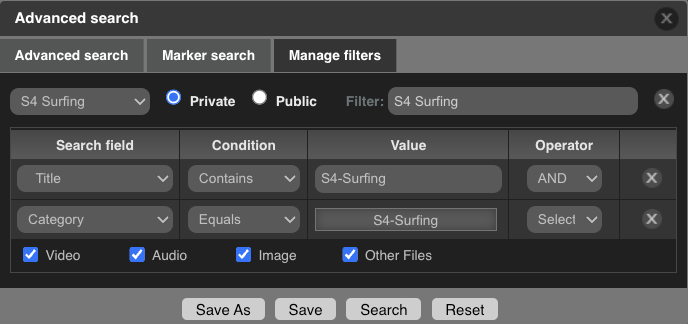 Advanced search
Advanced search Marker search Manage filters
S4 Surfing Private Public Filter: S4 Surfing
Search field Condition Value Operator
Title Contains S4-Surfing AND
Category Equals S4-Surfing Select
Video Audio Image Other Files
Save As Save Search Reset